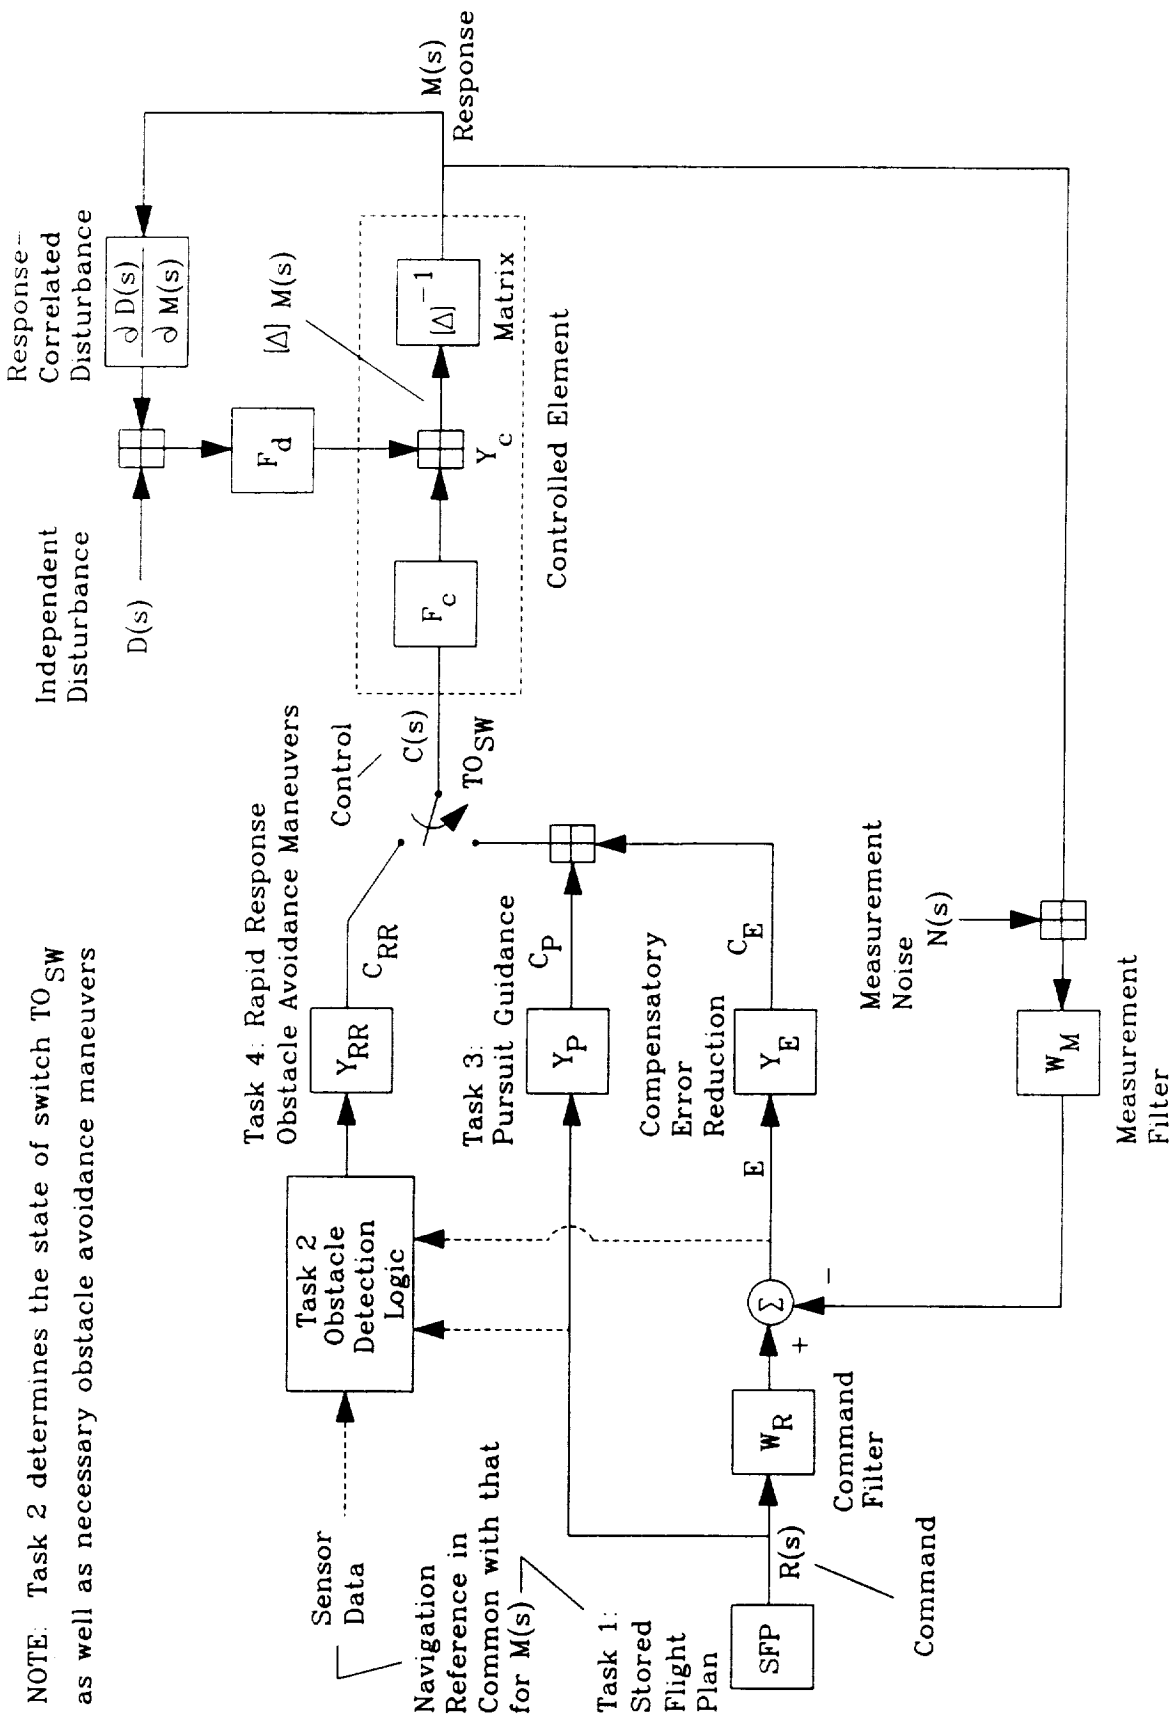 NOTE: Task 2 determines the state of switch TO_SW
as well as necessary obstacle avoidance maneuvers
Response-
Correlated
Disturbance
∂ D(s)
∂ M(s)
Independent
Disturbance
D(s)
F_d
[Δ] M(s)
M(s)
Response
Task 4: Rapid Response
Obstacle Avoidance Maneuvers
Control
C(s)
TO_SW
F_c
Y_c
[Δ]^-1
Matrix
Controlled Element
Sensor
Data
Task 2
Obstacle
Detection
Logic
Y_RR
C_RR
Navigation
Reference in
Common with that
for M(s)
Task 3:
Pursuit Guidance
Y_P
C_P
Task 1:
Stored
Flight
Plan
SFP
R(s)
Command
W_R
Command
Filter
+
Σ
-
E
Compensatory
Error
Reduction
Y_E
C_E
Measurement
Noise
N(s)
W_M
Measurement
Filter